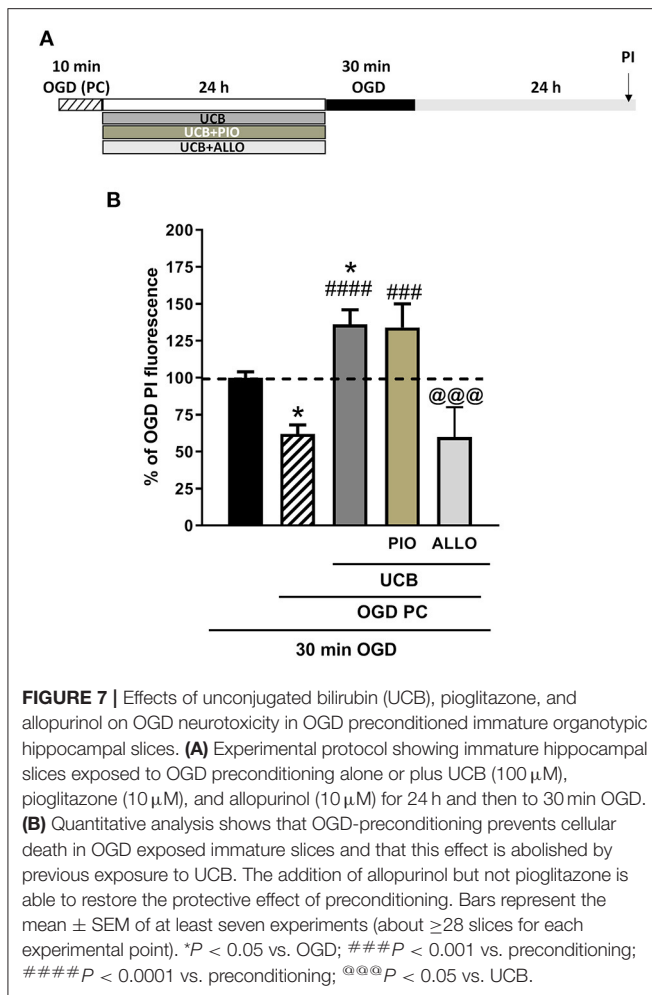 A
10 min
OGD (PC)
24 h
30 min
OGD
24 h
PI
UCB
UCB+PIO
UCB+ALLO
B
% of OGD PI fluorescence
200
175
150
125
100
75
50
25
0
*
*
####
###
@@@
PIO ALLO
UCB
OGD PC
30 min OGD
FIGURE 7 | Effects of unconjugated bilirubin (UCB), pioglitazone, and
allopurinol on OGD neurotoxicity in OGD preconditioned immature organotypic
hippocampal slices. (A) Experimental protocol showing immature hippocampal
slices exposed to OGD preconditioning alone or plus UCB (100 μM),
pioglitazone (10 μM), and allopurinol (10 μM) for 24 h and then to 30 min OGD.
(B) Quantitative analysis shows that OGD-preconditioning prevents cellular
death in OGD exposed immature slices and that this effect is abolished by
previous exposure to UCB. The addition of allopurinol but not pioglitazone is
able to restore the protective effect of preconditioning. Bars represent the
mean ± SEM of at least seven experiments (about ≥28 slices for each
experimental point). *P < 0.05 vs. OGD; ###P < 0.001 vs. preconditioning;
####P < 0.0001 vs. preconditioning; @@@P < 0.05 vs. UCB.